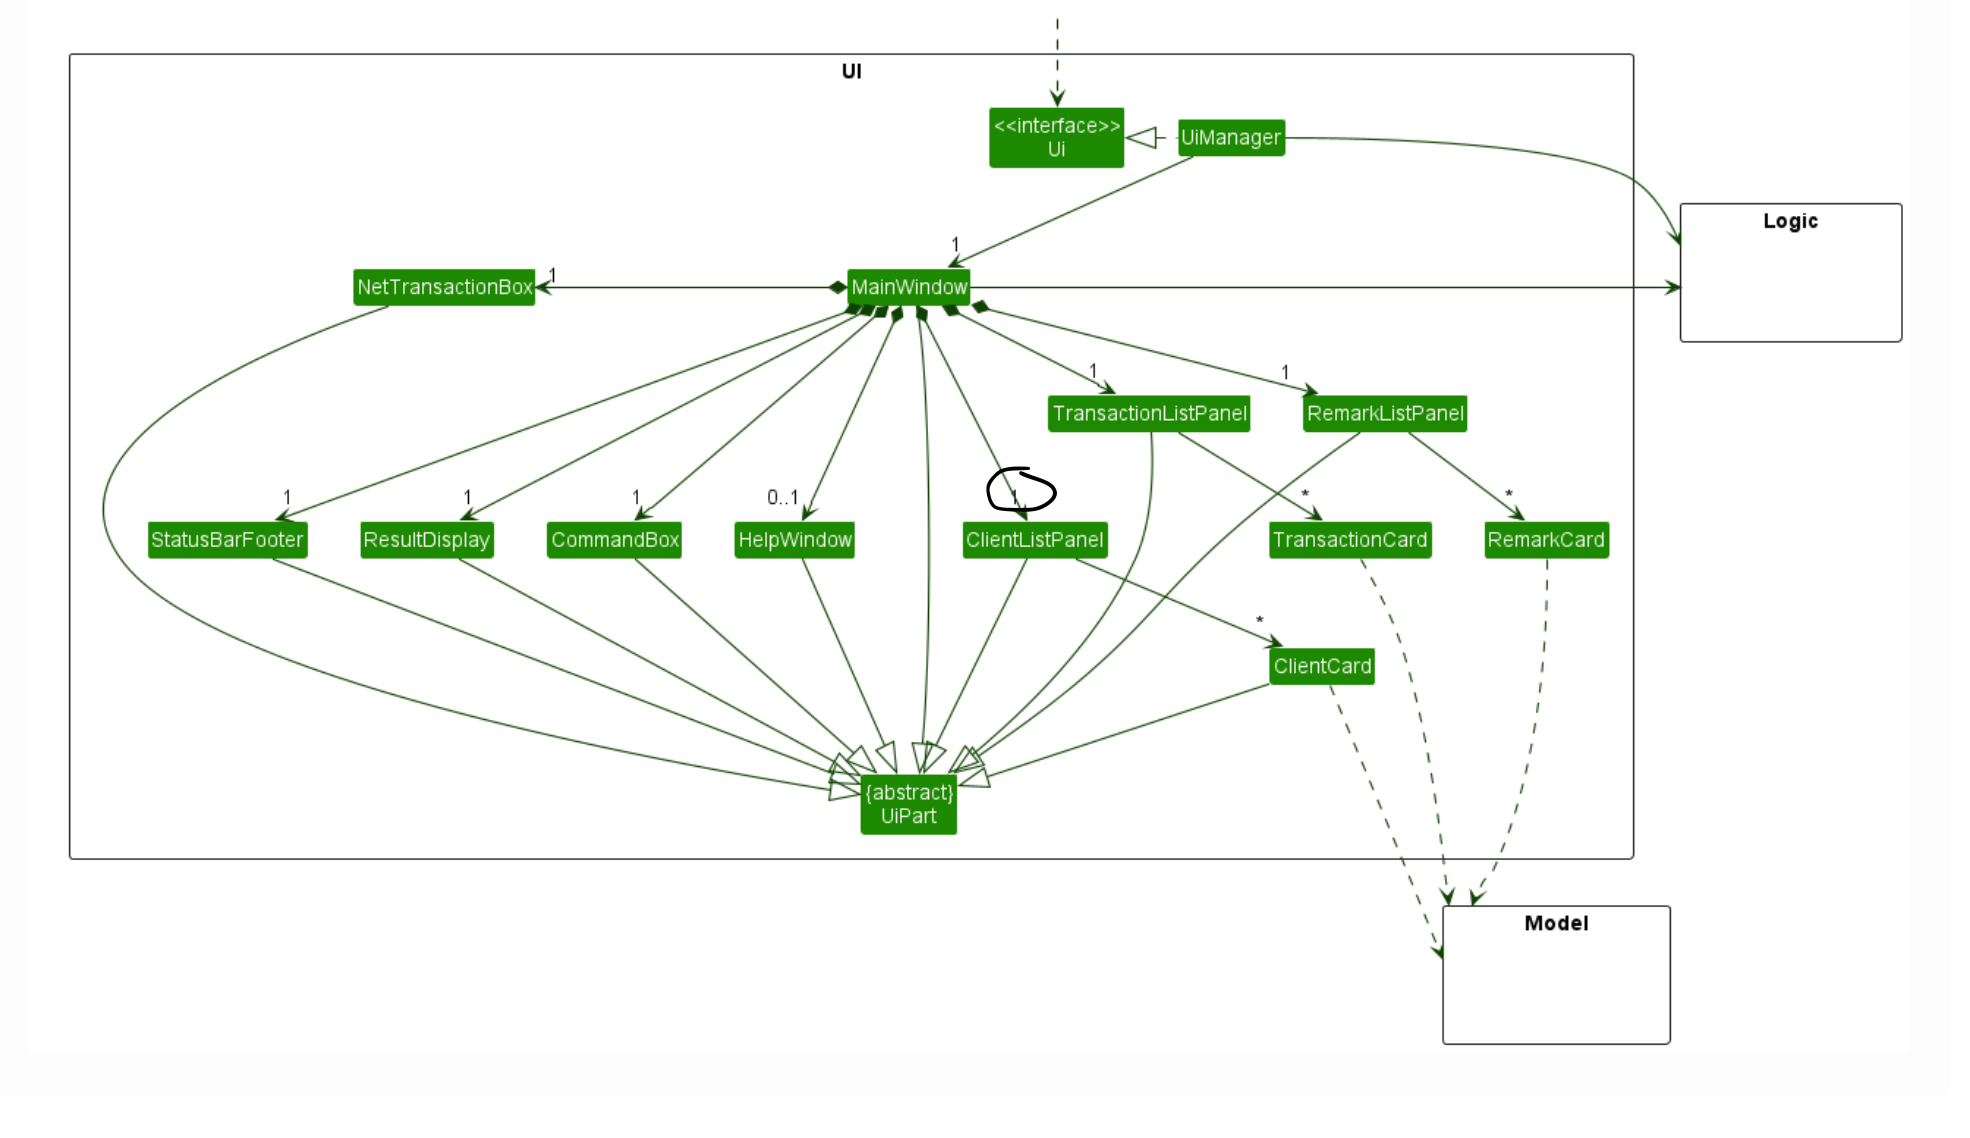 UI
<<interface>>
Ui
UiManager
Logic
1
NetTransactionBox
1
MainWindow
1
1
TransactionListPanel
RemarkListPanel
1
1
1
0..1
1
*
*
StatusBarFooter
ResultDisplay
CommandBox
HelpWindow
ClientListPanel
TransactionCard
RemarkCard
*
ClientCard
{abstract}
UiPart
Model